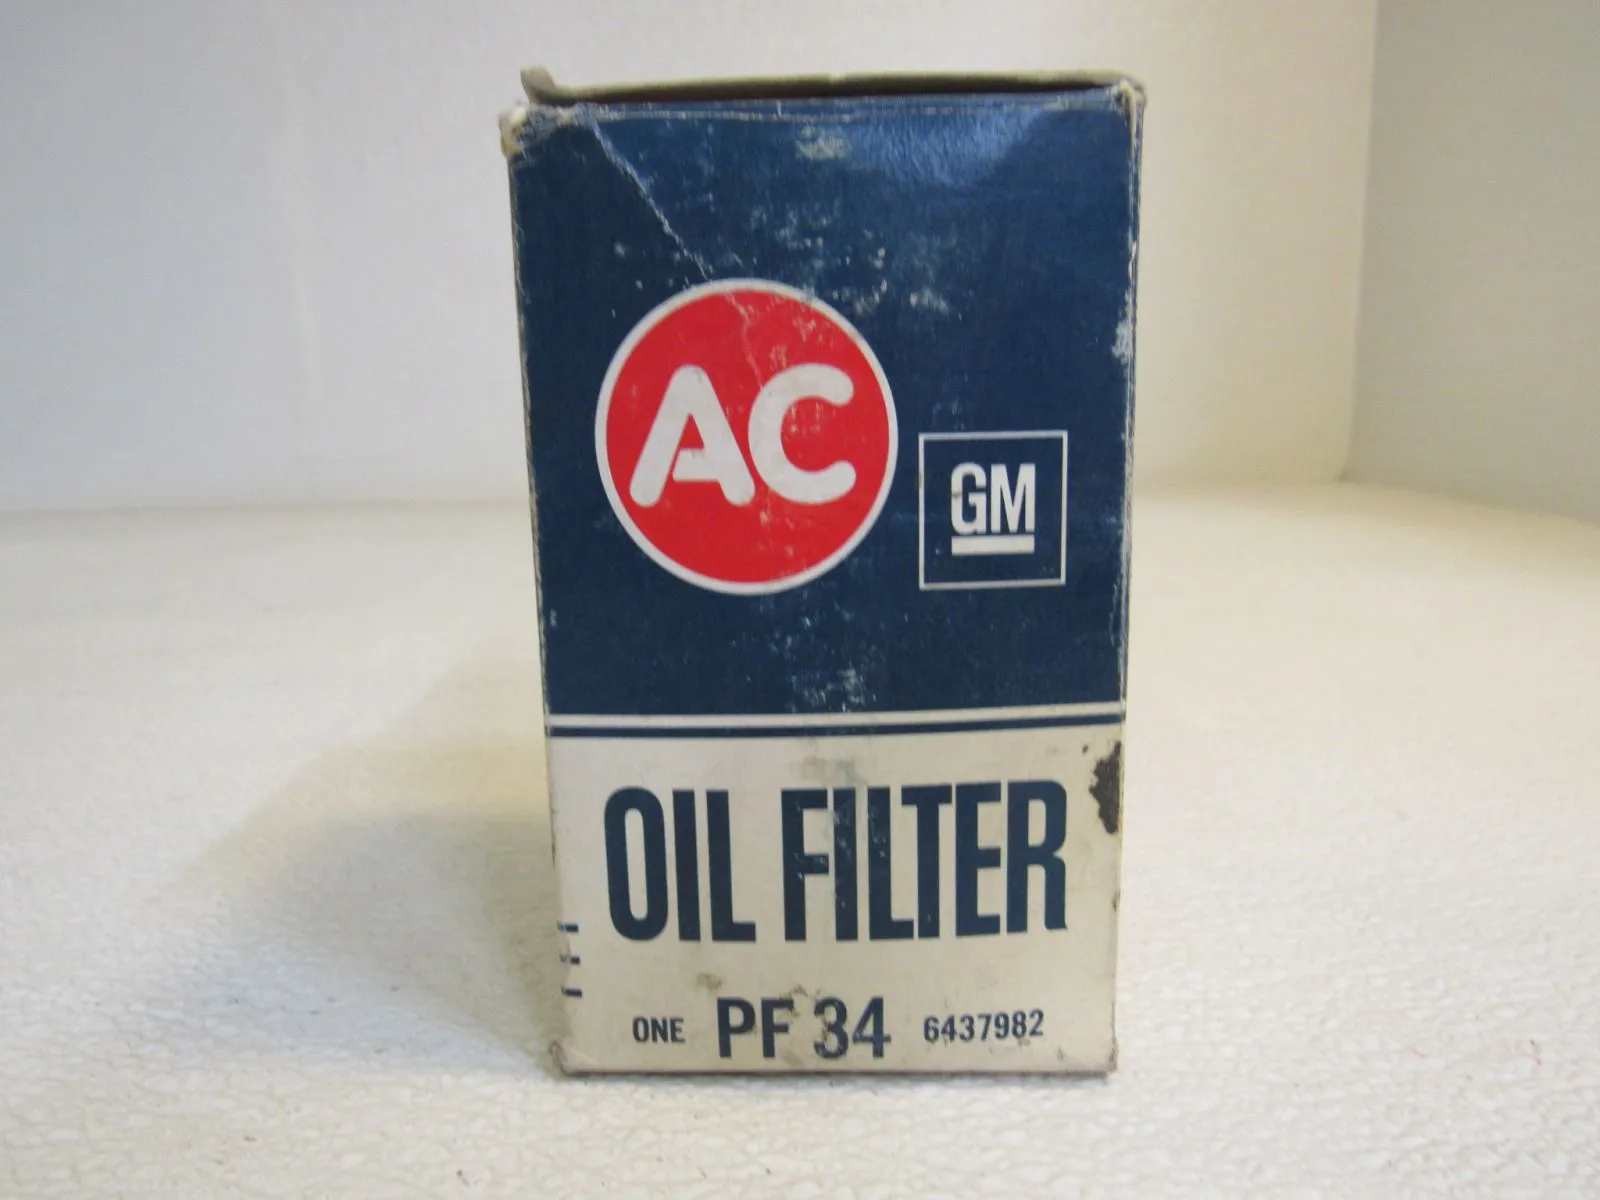 AC
GM
OIL FILTER
ONE PF 34 6437982